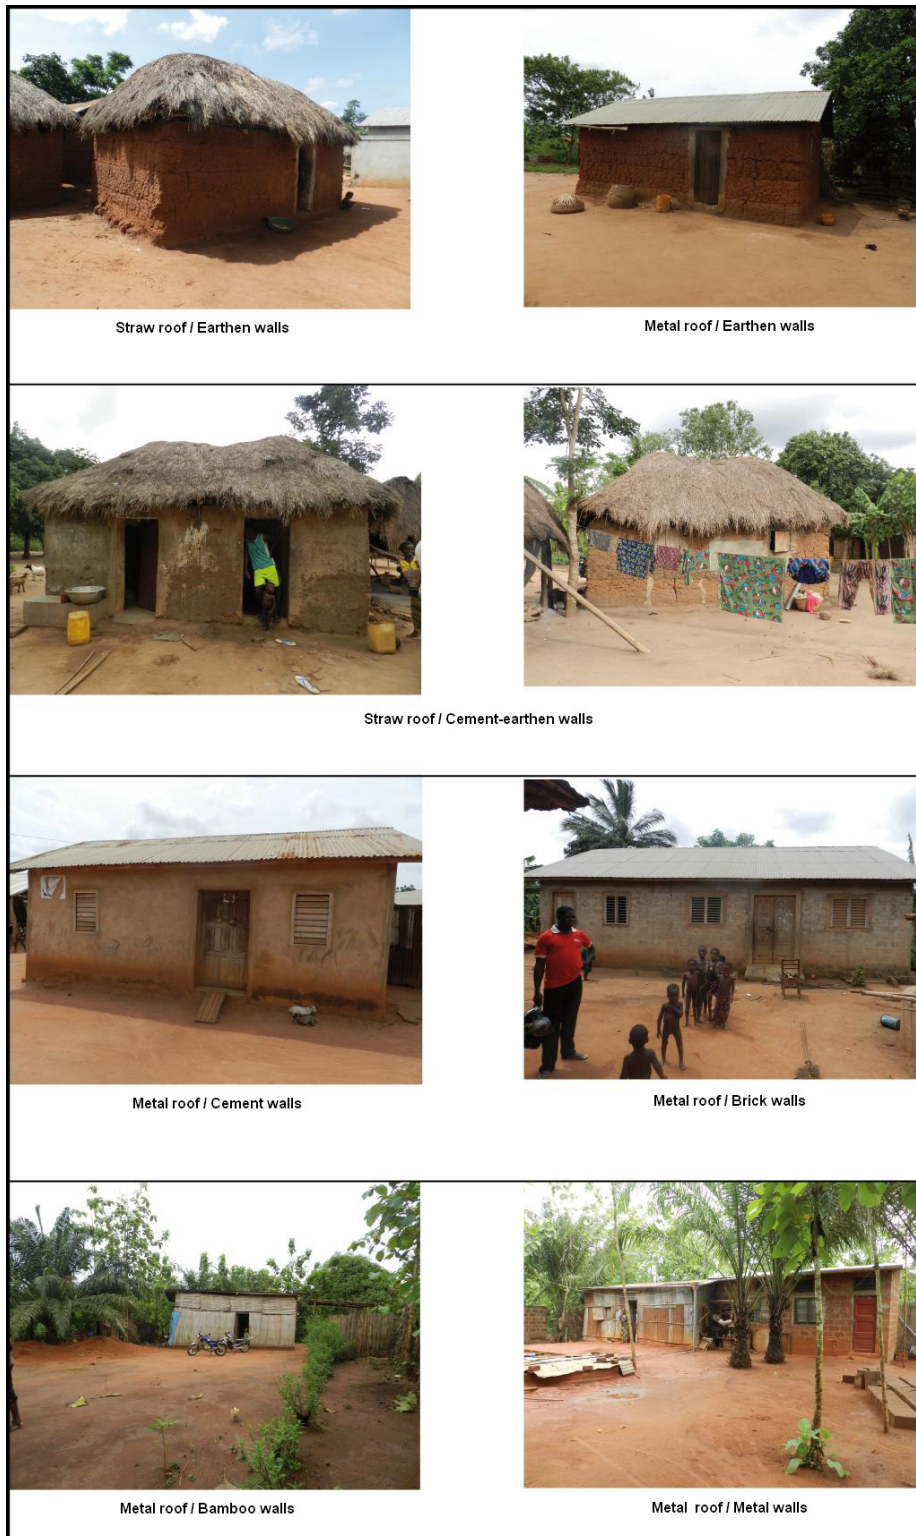 Straw roof / Earthen walls
Metal roof / Earthen walls
Straw roof / Cement-earthen walls
Metal roof / Cement walls
Metal roof / Brick walls
Metal roof / Bamboo walls
Metal roof / Metal walls